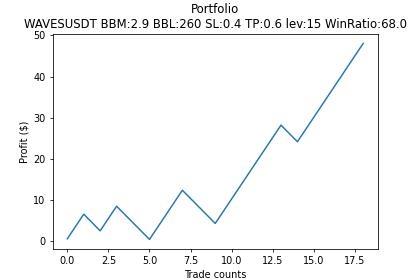 Portfolio
WAVESUSDT BBM:2.9 BBL:260 SL:0.4 TP:0.6 lev:15 WinRatio:68.0
50
40
30
20
10
0
Profit ($)
0.0 2.5 5.0 7.5 10.0 12.5 15.0 17.5
Trade counts